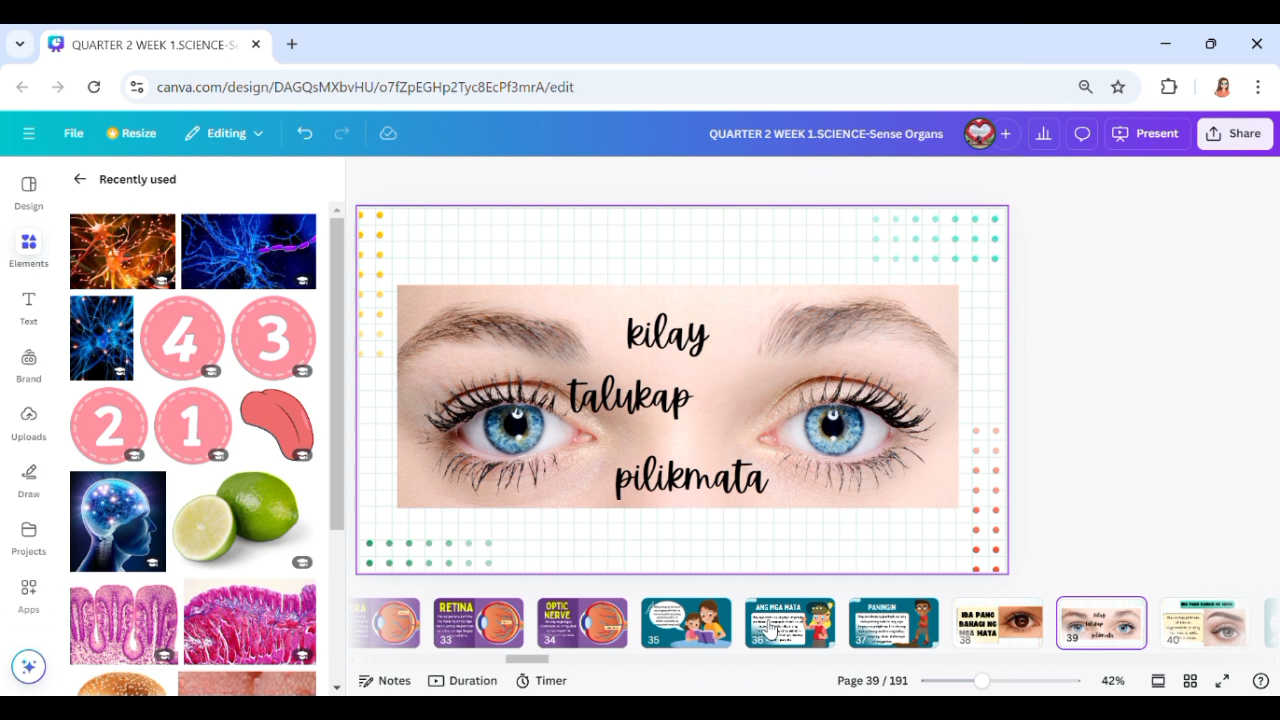 QUARTER 2 WEEK 1.SCIENCE-S
canva.com/design/DAGQsMXbvHU/o7fZpEGHp2Tyc8EcPf3mrA/edit
File
Resize
Editing
QUARTER 2 WEEK 1.SCIENCE-Sense Organs
Present
Share
Design
Elements
Text
Brand
Uploads
Draw
Projects
Apps
Recently used
4
3
2
1
kilay
talukap
pilikmata
RETINA
33
OPTIC
NERVE
34
35
ANG MGA MATA
36
PANINGIN
37
IBA PANG
BAHAGI NG
MGA MATA
38
39
40
Notes
Duration
Timer
Page 39 / 191
42%